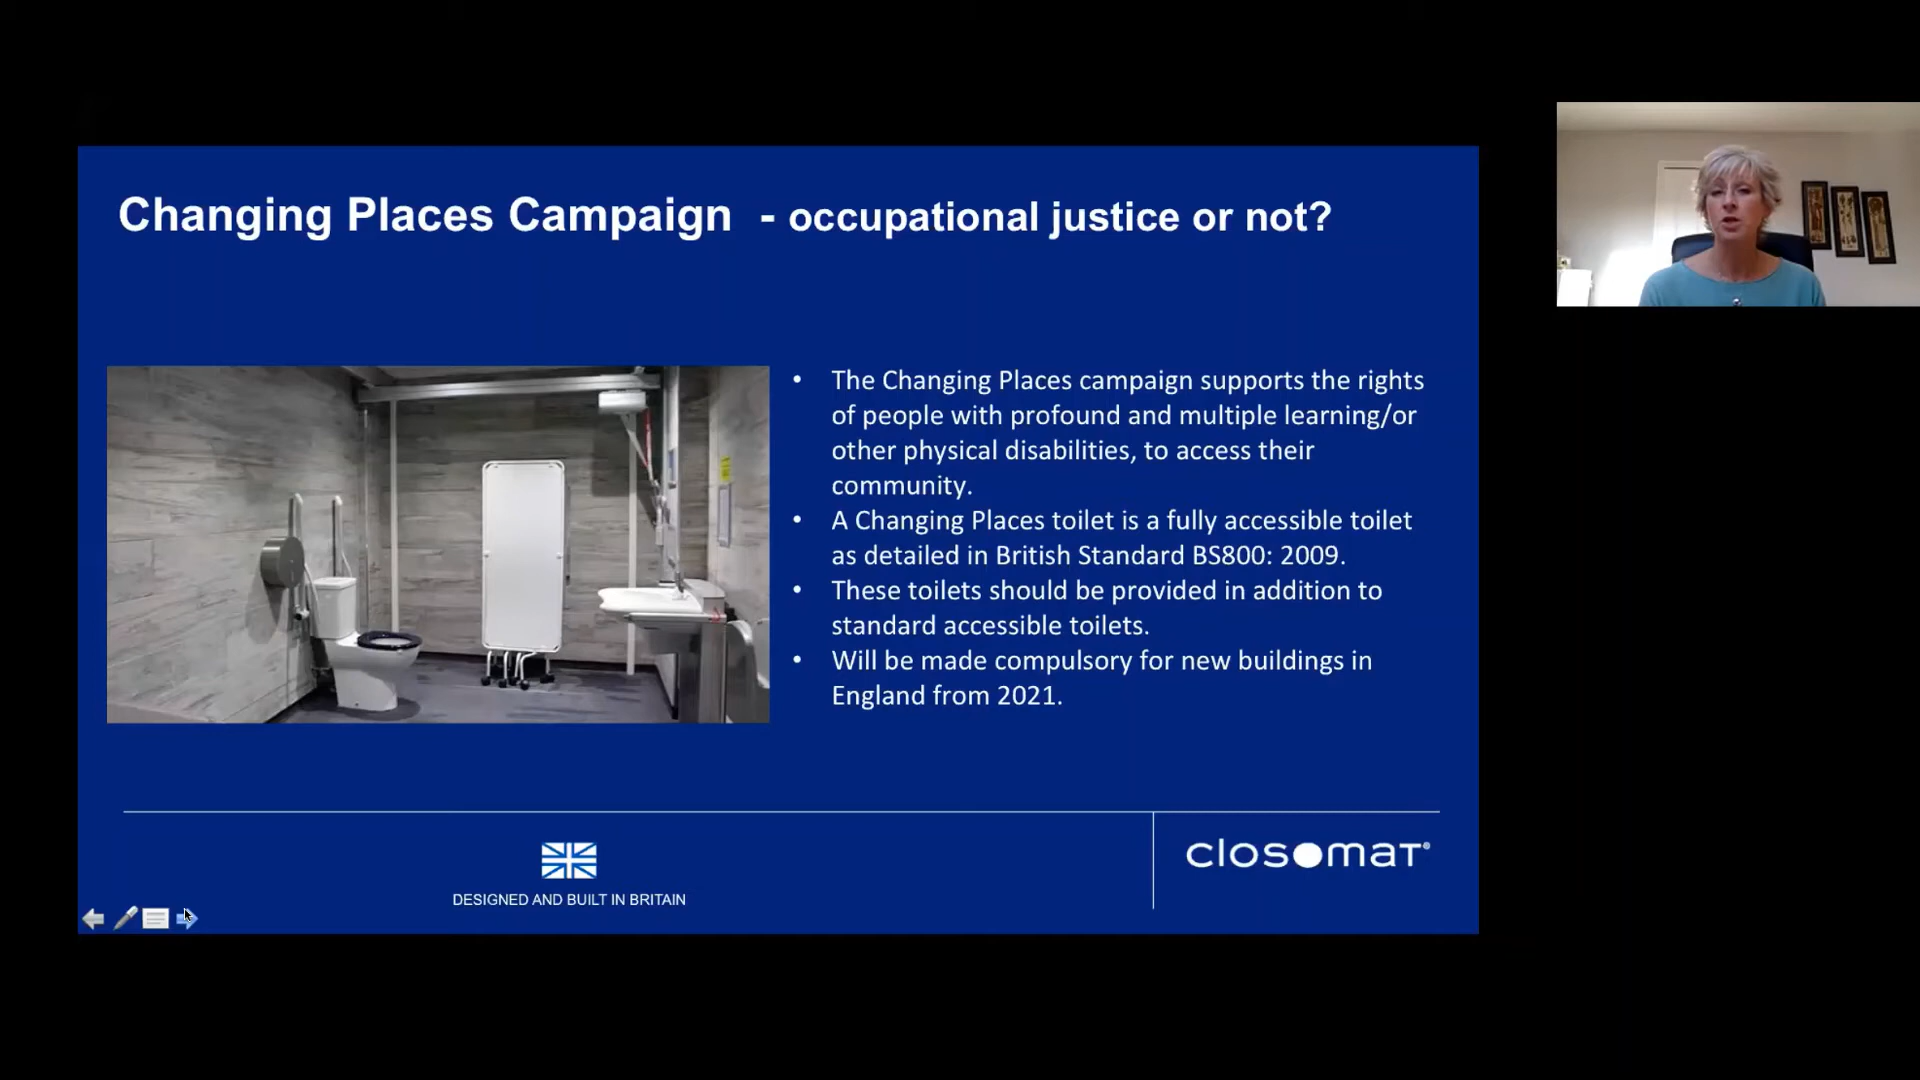 Changing Places Campaign - occupational justice or not?
• The Changing Places campaign supports the rights
of people with profound and multiple learning/or
other physical disabilities, to access their
community.
• A Changing Places toilet is a fully accessible toilet
as detailed in British Standard BS800: 2009.
• These toilets should be provided in addition to
standard accessible toilets.
• Will be made compulsory for new buildings in
England from 2021.
DESIGNED AND BUILT IN BRITAIN
closomat®